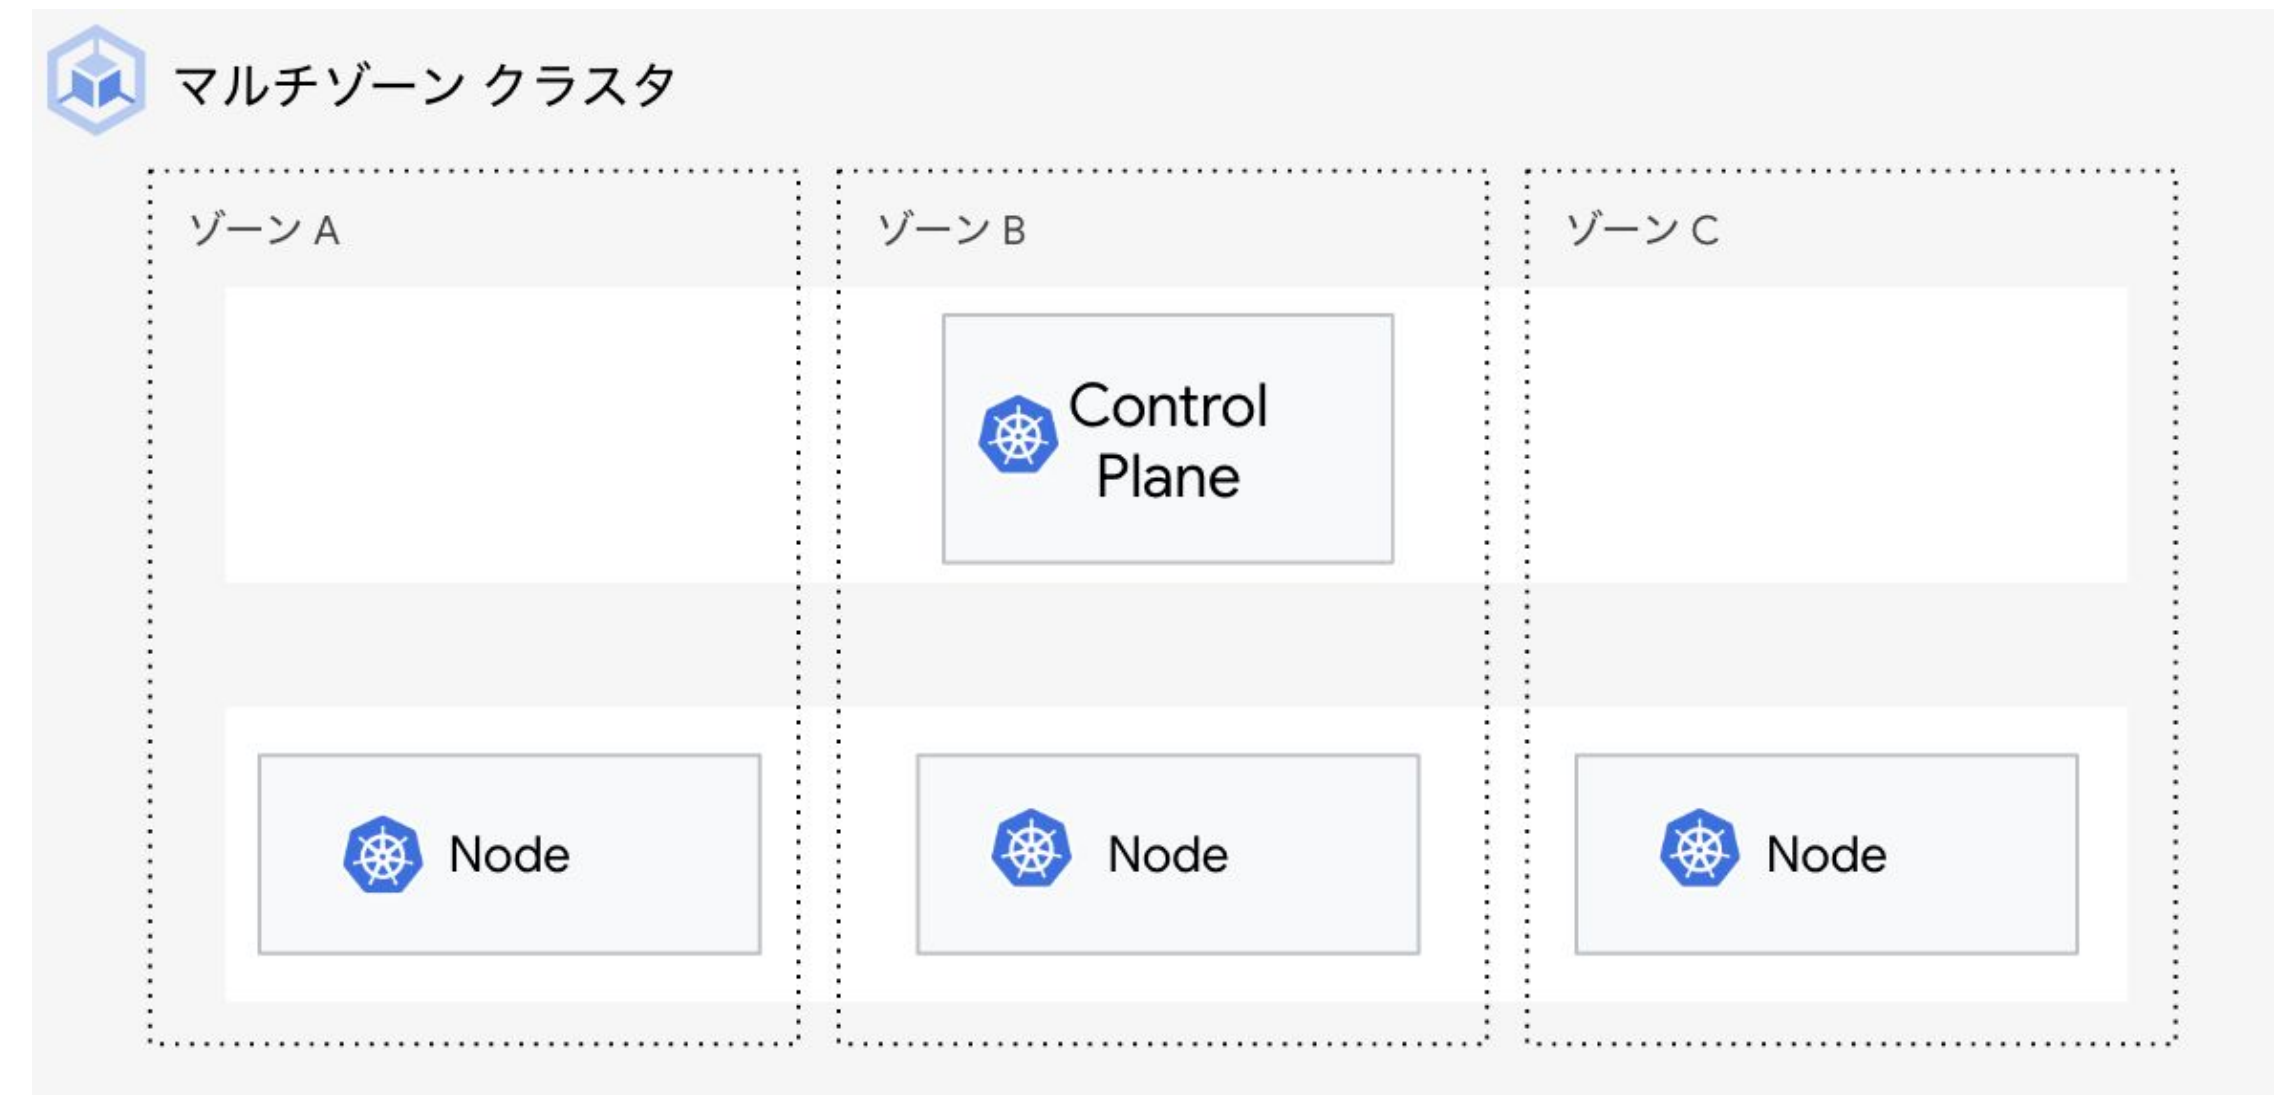 マルチゾーン クラスタ
ゾーン A
ゾーン B
ゾーン C
Control
Plane
Node
Node
Node